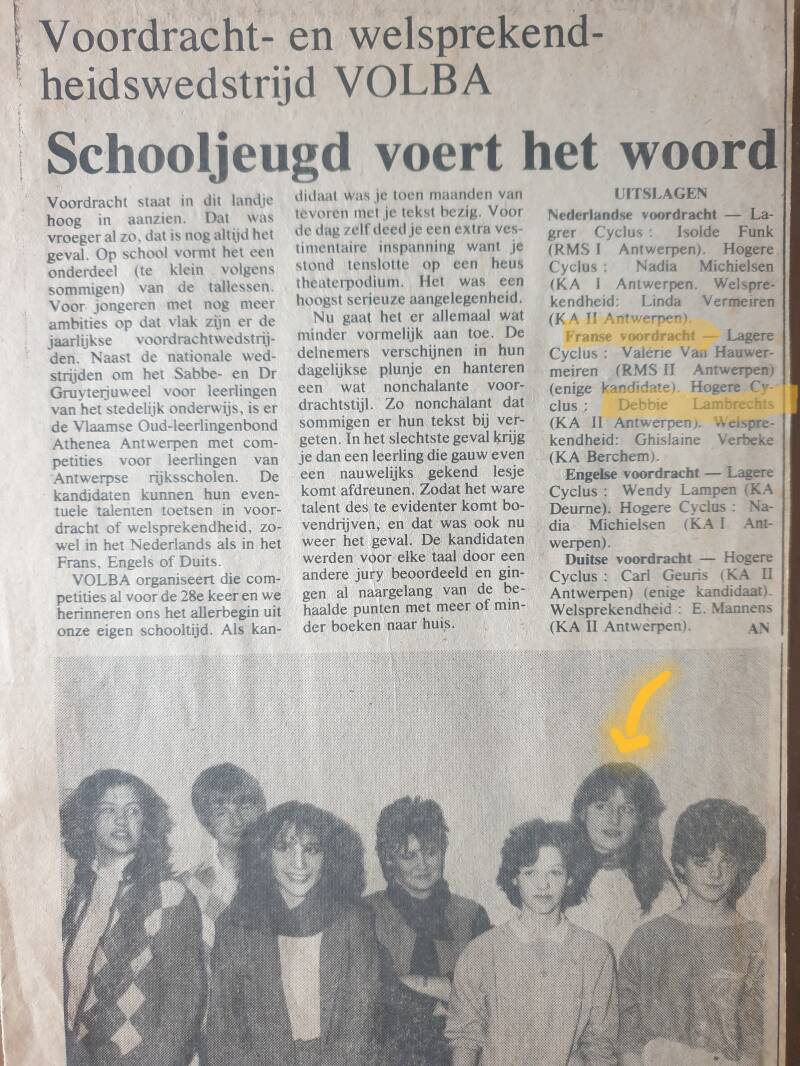 Voordracht- en welsprekend-
heidswedstrijd VOLBA
Schooljeugd voert het woord
Voordracht staat in dit landje
hoog in aanzien. Dat was
vroeger al zo, dat is nog altijd het
geval. Op school vormt het een
onderdeel (te klein volgens
sommigen) van de tallessen.
Voor jongeren met nog meer
ambities op dat vlak zijn er de
jaarlijkse voordrachtwedstrij-
den. Naast de nationale wed-
strijden om het Sabbe- en Dr
Gruyterjuweel voor leerlingen
van het stedelijk onderwijs, is er
de Vlaamse Oud-leerlingenbond
Athenea Antwerpen met com-
petities voor leerlingen van
Antwerpse rijksscholen. De
kandidaten kunnen hun even-
tuele talenten toetsen in voor-
dracht of welsprekendheid, zo-
wel in het Nederlands als in het
Frans, Engels of Duits.
VOLBA organiseert die com-
petities al voor de 28e keer en we
herinneren ons het allerbegin uit
onze eigen schooltijd. Als kan-
didaat was je toen maanden van
tevoren met je tekst bezig. Voor
de dag zelf deed je een extra ves-
timentaire inspanning want je
stond tenslotte op een heus
theaterpodium. Het was een
hoogst serieuze aangelegenheid.
Nu gaat het er allemaal wat
minder vormelijk aan toe. De
delnemers verschijnen in hun
dagelijkse plunje en hanteren
een wat nonchalante voor-
drachtstijl. Zo nonchalant dat
sommigen er hun tekst bij ver-
geten. In het slechtste geval krijg
je dan een leerling die gauw even
een nauwelijks gekend lesje
komt afdreunen. Zodat het ware
talent des te evidenter komt bo-
vendrijven, en dat was ook nu
weer het geval. De kandidaten
werden voor elke taal door een
andere jury beoordeeld en gin-
gen al naargelang van de be-
haalde punten met meer of min-
der boeken naar huis.
UITSLAGEN
Nederlandse voordracht — La-
grer Cyclus : Isolde Funk
(RMS I Antwerpen). Hogere
Cyclus : Nadia Michielsen
(KA I Antwerpen. Welspre-
kendheid: Linda Vermeiren
(KA II Antwerpen).
Franse voordracht — Lagere
Cyclus : Valerie Van Hauwer-
meiren (RMS II Antwerpen)
(enige kandidate). Hogere Cy-
clus : Debbie Lambrechts
(KA II Antwerpen). Welspre-
kendheid: Ghislaine Verbeke
(KA Berchem).
Engelse voordracht — Lagere
Cyclus : Wendy Lampen (KA
Deurne). Hogere Cyclus : Na-
dia Michielsen (KA I Ant-
werpen).
Duitse voordracht — Hogere
Cyclus : Carl Geuris (KA II
Antwerpen) (enige kandidaat).
Welsprekendheid : E. Mannens
(KA II Antwerpen). AN